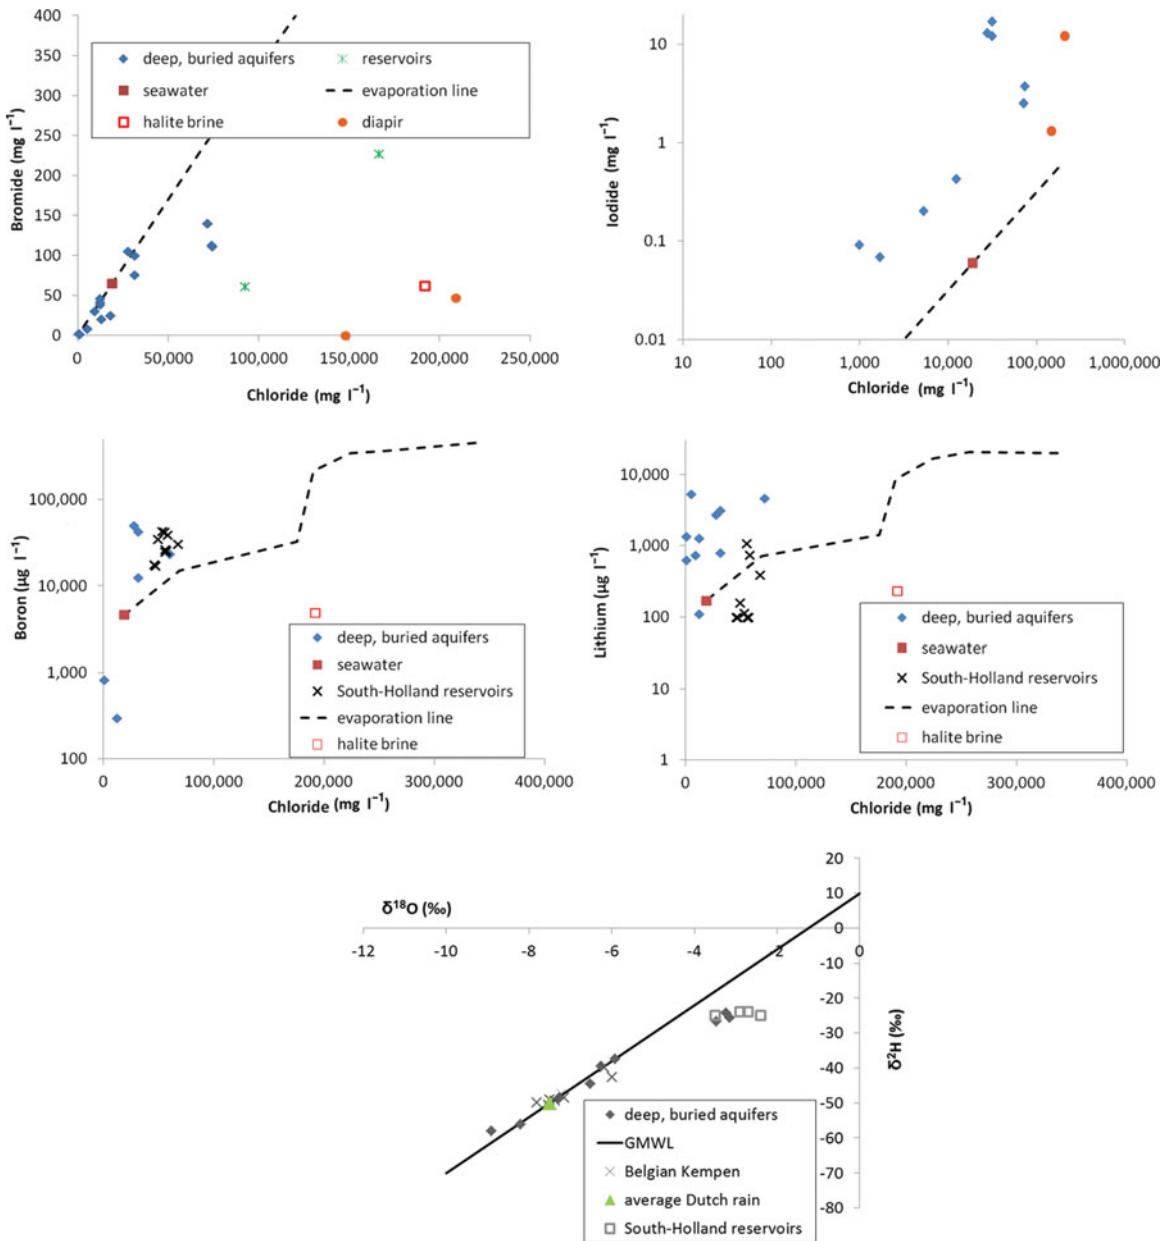 400
350
300
250
200
150
100
50
0
Bromide (mg l⁻¹)
deep, buried aquifers
reservoirs
seawater
evaporation line
halite brine
diapir
0
50,000
100,000
150,000
200,000
250,000
Chloride (mg l⁻¹)
10
1
0.1
0.01
Iodide (mg l⁻¹)
10
100
1,000
10,000
100,000
1,000,000
Chloride (mg l⁻¹)
100,000
10,000
1,000
100
Boron (µg l⁻¹)
deep, buried aquifers
seawater
South-Holland reservoirs
evaporation line
halite brine
0
100,000
200,000
300,000
400,000
Chloride (mg l⁻¹)
10,000
1,000
100
10
1
Lithium (µg l⁻¹)
deep, buried aquifers
seawater
South-Holland reservoirs
evaporation line
halite brine
0
100,000
200,000
300,000
400,000
Chloride (mg l⁻¹)
δ¹⁸O (‰)
-12
-10
-8
-6
-4
-2
0
20
10
0
-10
-20
-30
-40
-50
-60
-70
-80
δ²H (‰)
deep, buried aquifers
GMWL
Belgian Kempen
average Dutch rain
South-Holland reservoirs